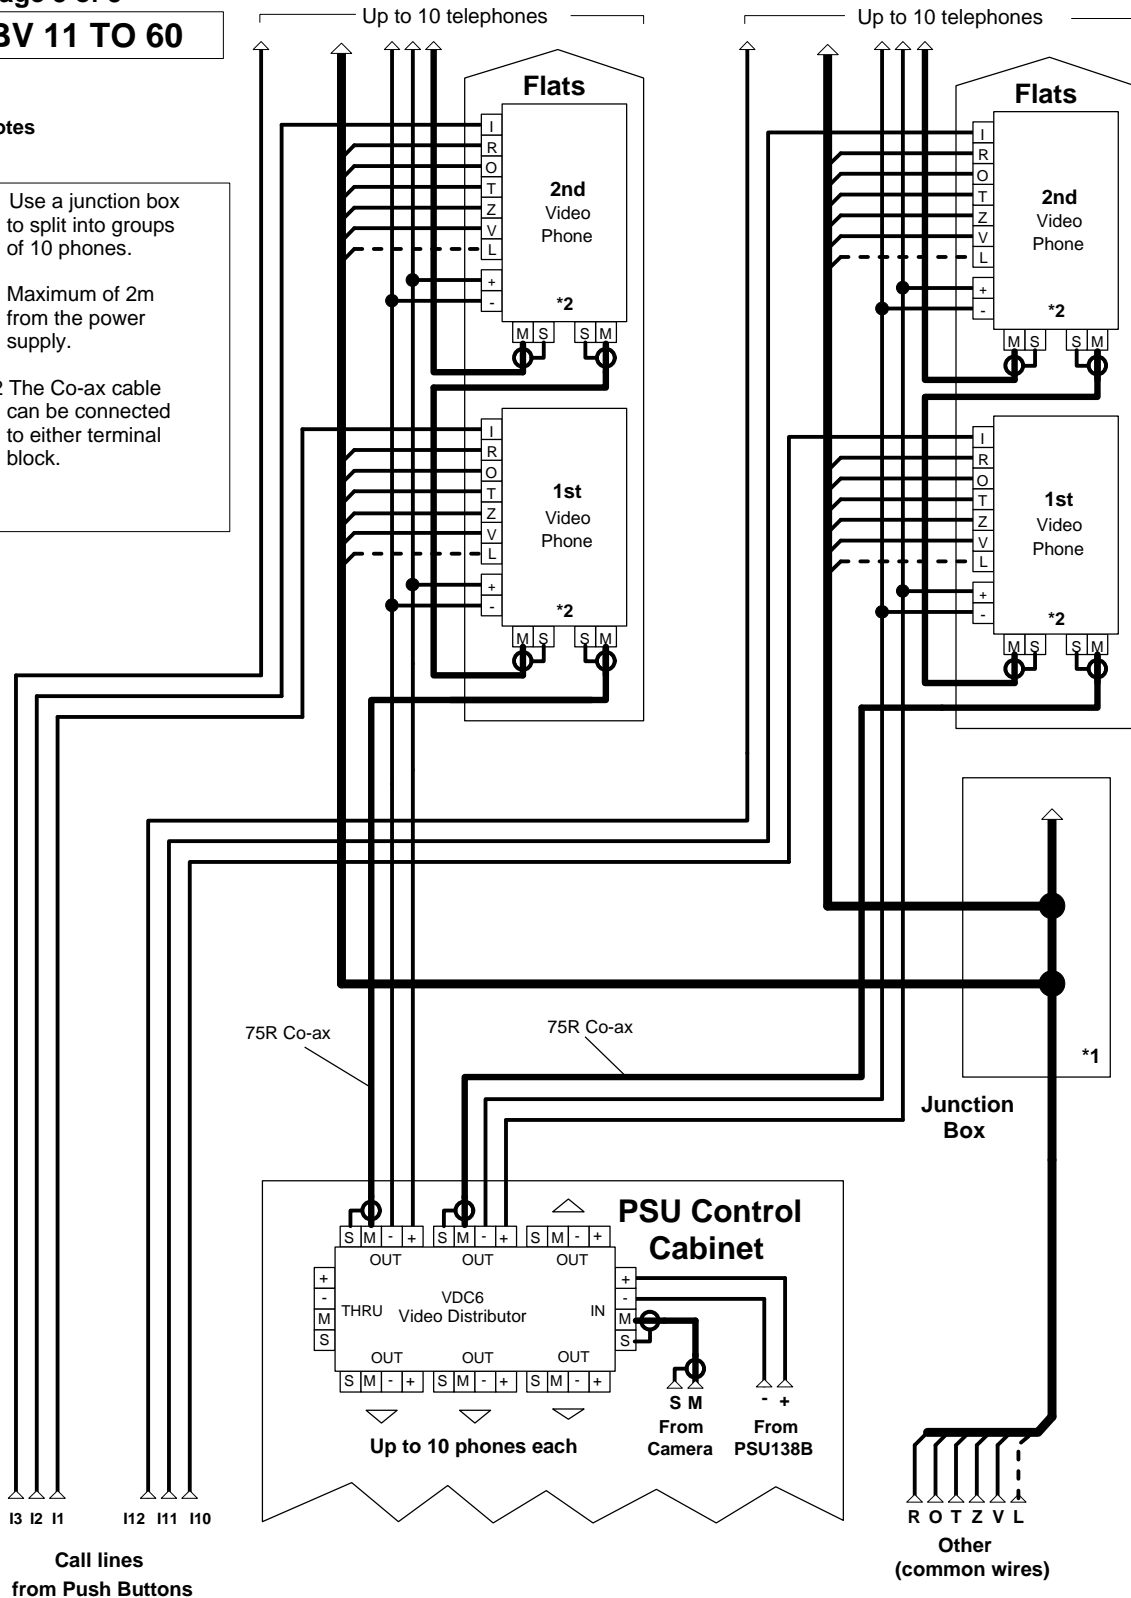 Up to 10 telephones
Up to 10 telephones
BV 11 TO 60
Flats
Flats
Use a junction box
to split into groups
of 10 phones.
Maximum of 2m
from the power
supply.
2 The Co-ax cable
can be connected
to either terminal
block.
I
R
O
T
Z
V
L
+
-
2nd
Video
Phone
*2
M S S M
I
R
O
T
Z
V
L
+
-
1st
Video
Phone
*2
M S S M
I
R
O
T
Z
V
L
+
-
2nd
Video
Phone
*2
M S S M
I
R
O
T
Z
V
L
+
-
1st
Video
Phone
*2
M S S M
75R Co-ax
75R Co-ax
*1
Junction
Box
PSU Control
Cabinet
S M - + S M - + S M - +
OUT OUT OUT
+
-
M
S
THRU
VDC6
Video Distributor
IN
+
-
M
S
OUT OUT OUT
S M - + S M - + S M - +
Up to 10 phones each
S M
From
Camera
- +
From
PSU138B
I3 I2 I1 I12 I11 I10
Call lines
from Push Buttons
R O T Z V L
Other
(common wires)